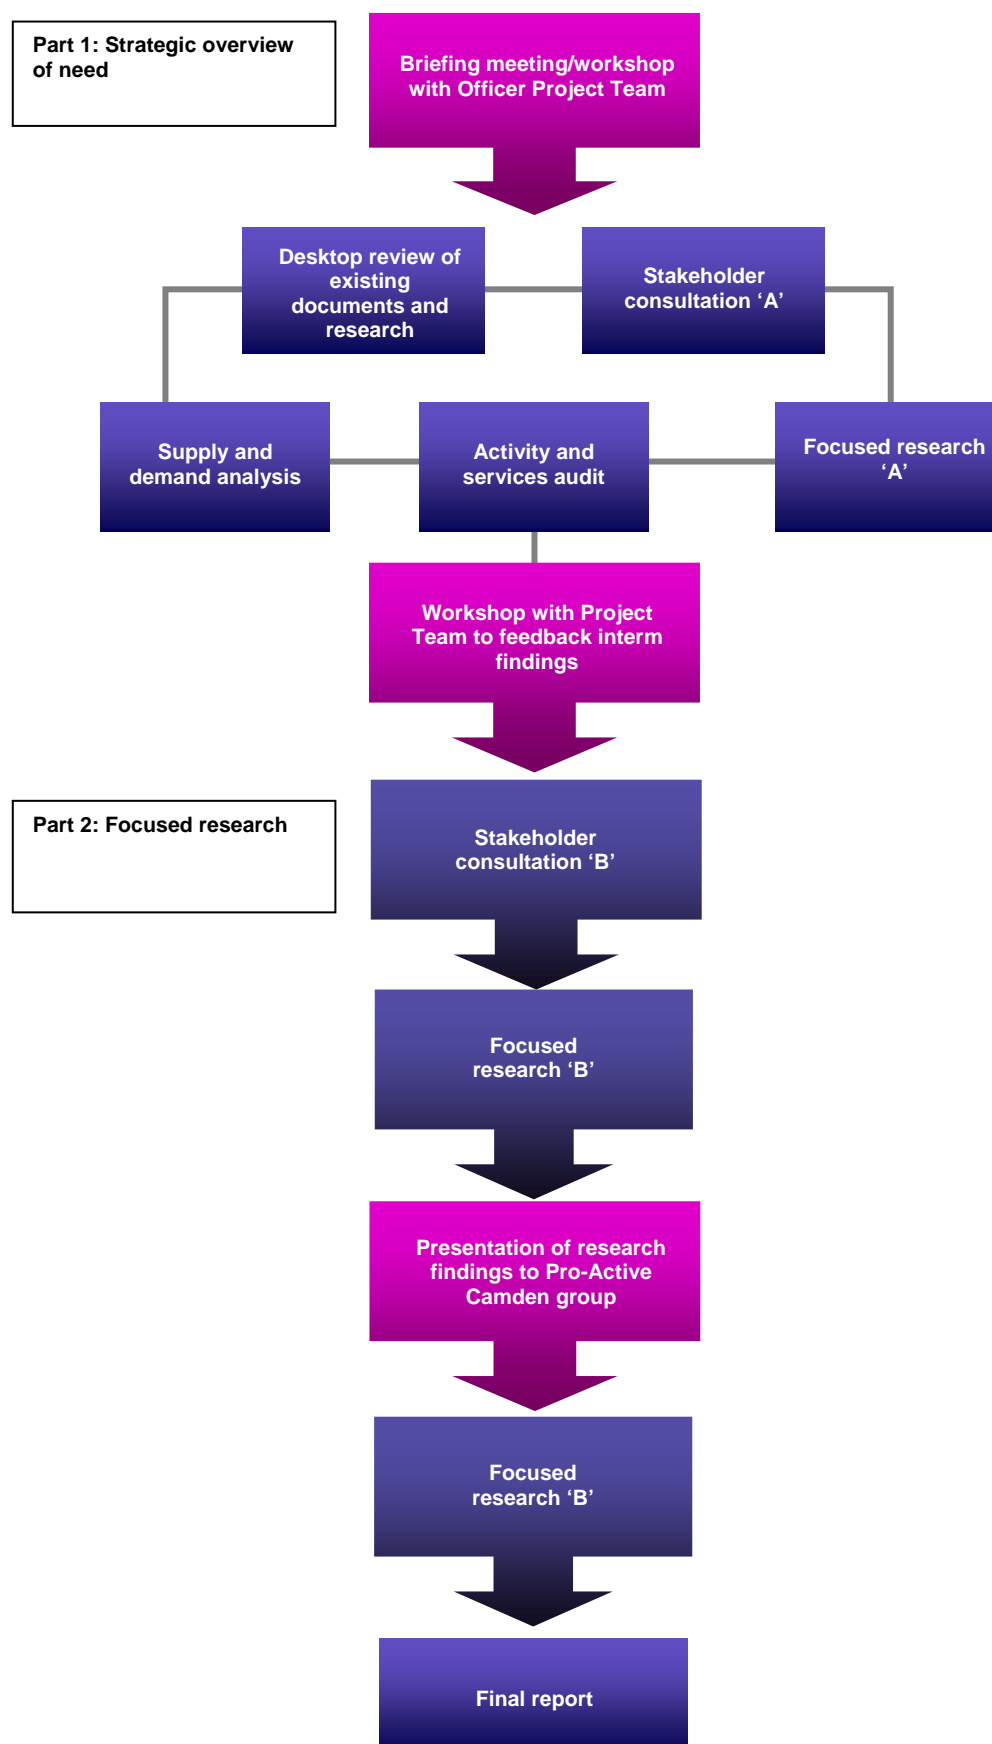 Part 1: Strategic overview
of need
Briefing meeting/workshop
with Officer Project Team
Desktop review of
existing
documents and
research
Stakeholder
consultation ‘A’
Supply and
demand analysis
Activity and
services audit
Focused research
‘A’
Workshop with Project
Team to feedback interm
findings
Part 2: Focused research
Stakeholder
consultation ‘B’
Focused
research ‘B’
Presentation of research
findings to Pro-Active
Camden group
Focused
research ‘B’
Final report